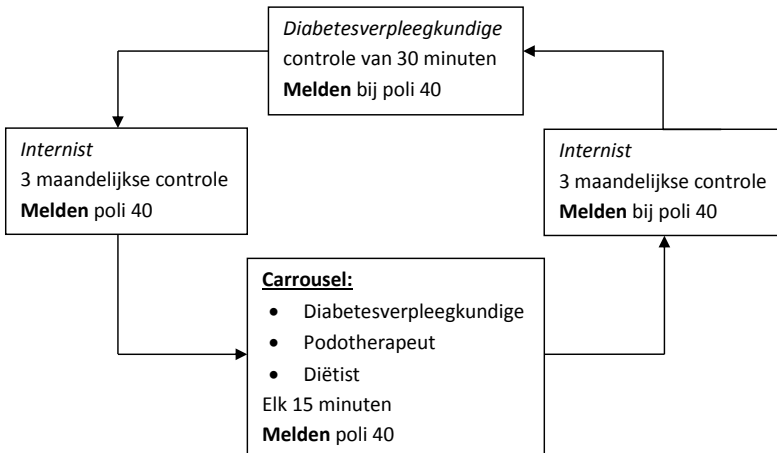 Diabetesverpleegkundige
controle van 30 minuten
Melden bij poli 40
Internist
3 maandelijkse controle
Melden poli 40
Internist
3 maandelijkse controle
Melden bij poli 40
Carrousel:
• Diabetesverpleegkundige
• Podotherapeut
• Diëtist
Elk 15 minuten
Melden poli 40